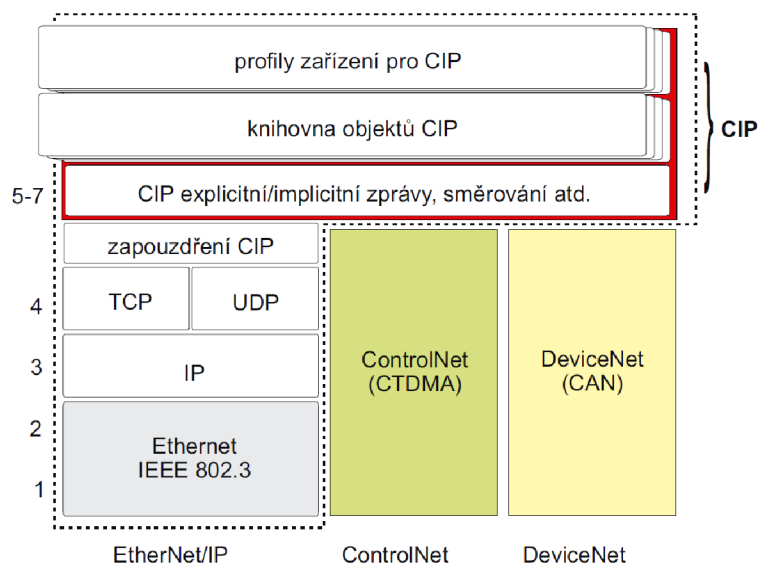 profily zařízení pro CIP
knihovna objektů CIP
CIP
5-7
CIP explicitní/implicitní zprávy, směrování atd.
zapouzdření CIP
4
TCP
UDP
3
IP
ControlNet
(CTDMA)
DeviceNet
(CAN)
2
Ethernet
IEEE 802.3
1
EtherNet/IP
ControlNet
DeviceNet